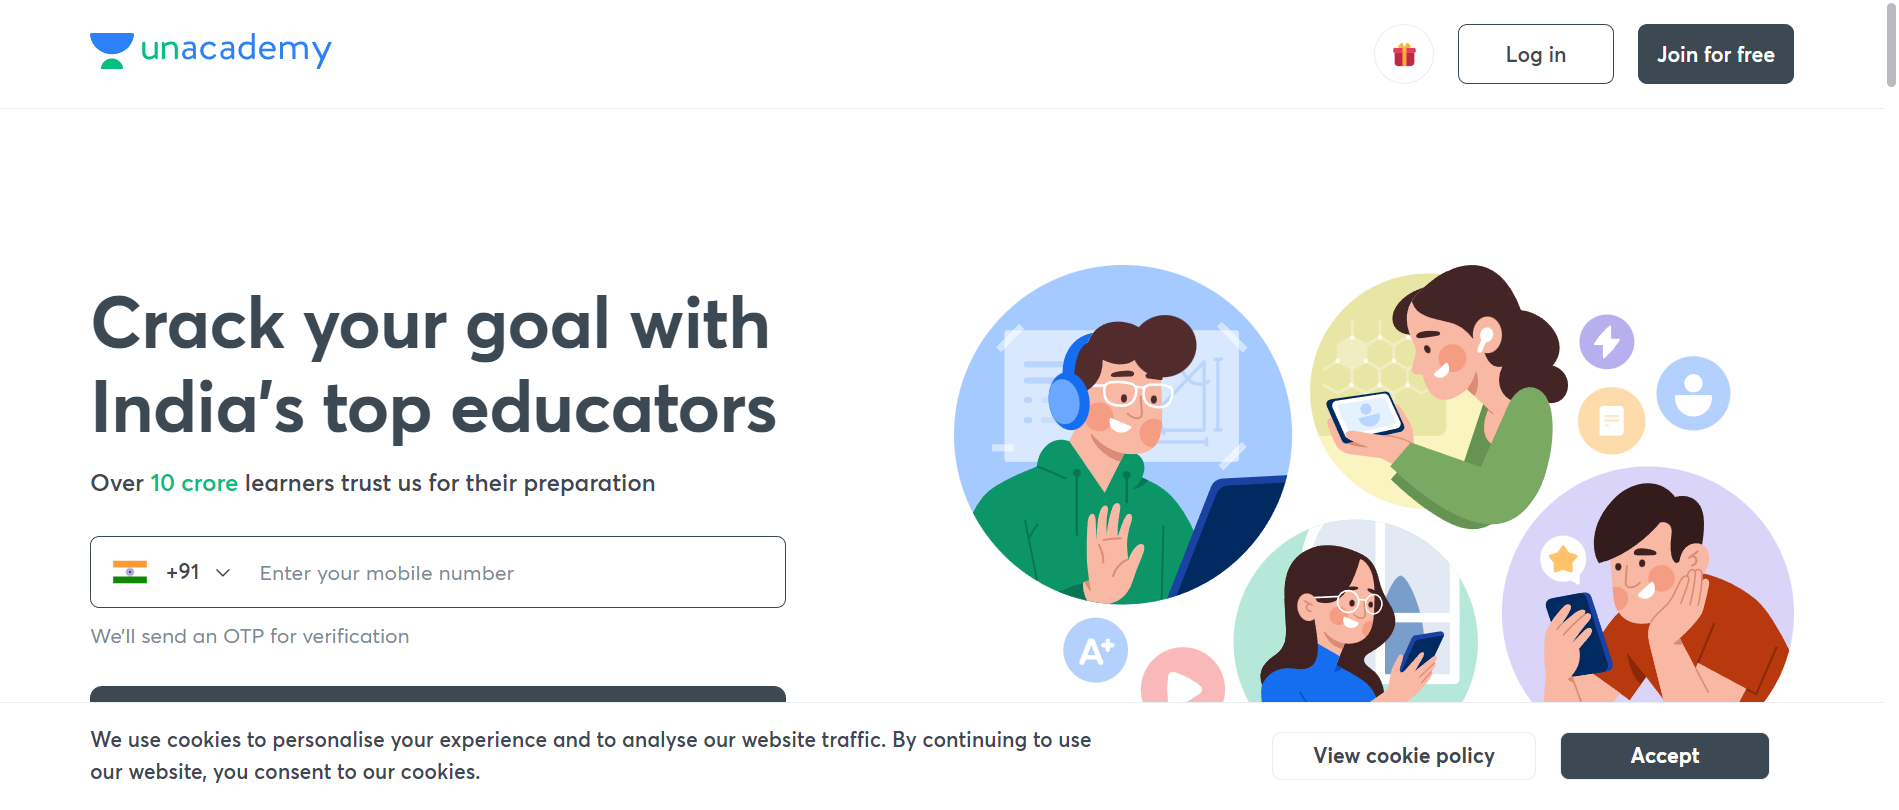 unacademy
Log in
Join for free
Crack your goal with
India's top educators
Over 10 crore learners trust us for their preparation
+91
Enter your mobile number
We'll send an OTP for verification
A+
We use cookies to personalise your experience and to analyse our website traffic. By continuing to use
our website, you consent to our cookies.
View cookie policy
Accept